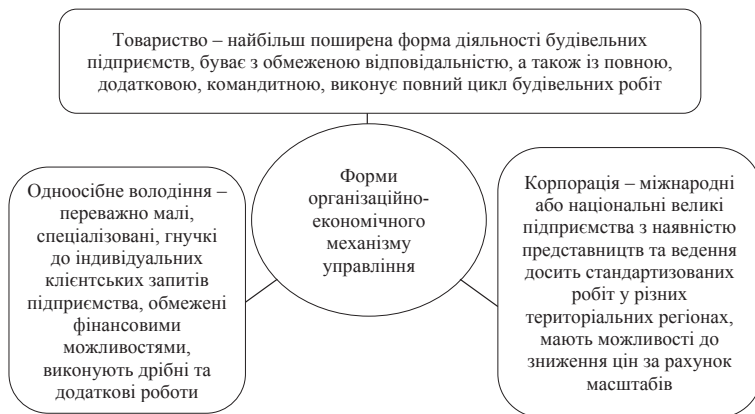 Товариство – найбільш поширена форма діяльності будівельних
підприємств, буває з обмеженою відповідальністю, а також із повною,
додатковою, командитною, виконує повний цикл будівельних робіт
Форми
організаційно-
економічного
механізму
управління
Одноосібне володіння –
переважно малі,
спеціалізовані, гнучкі
до індивідуальних
клієнтських запитів
підприємства, обмежені
фінансовими
можливостями,
виконують дрібні та
додаткові роботи
Корпорація – міжнародні
або національні великі
підприємства з наявністю
представництв та ведення
досить стандартизованих
робіт у різних
територіальних регіонах,
мають можливості до
зниження цін за рахунок
масштабів